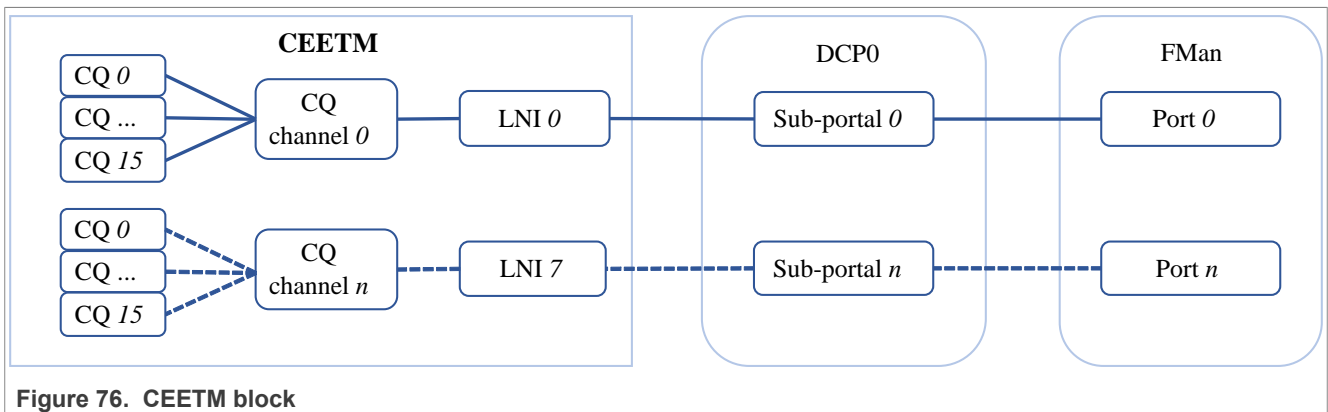 CEETM
DCP0
FMan
CQ 0
CQ ...
CQ 15
CQ
channel 0
LNI 0
Sub-portal 0
Port 0
CQ 0
CQ ...
CQ 15
CQ
channel n
LNI 7
Sub-portal n
Port n
Figure 76. CEETM block